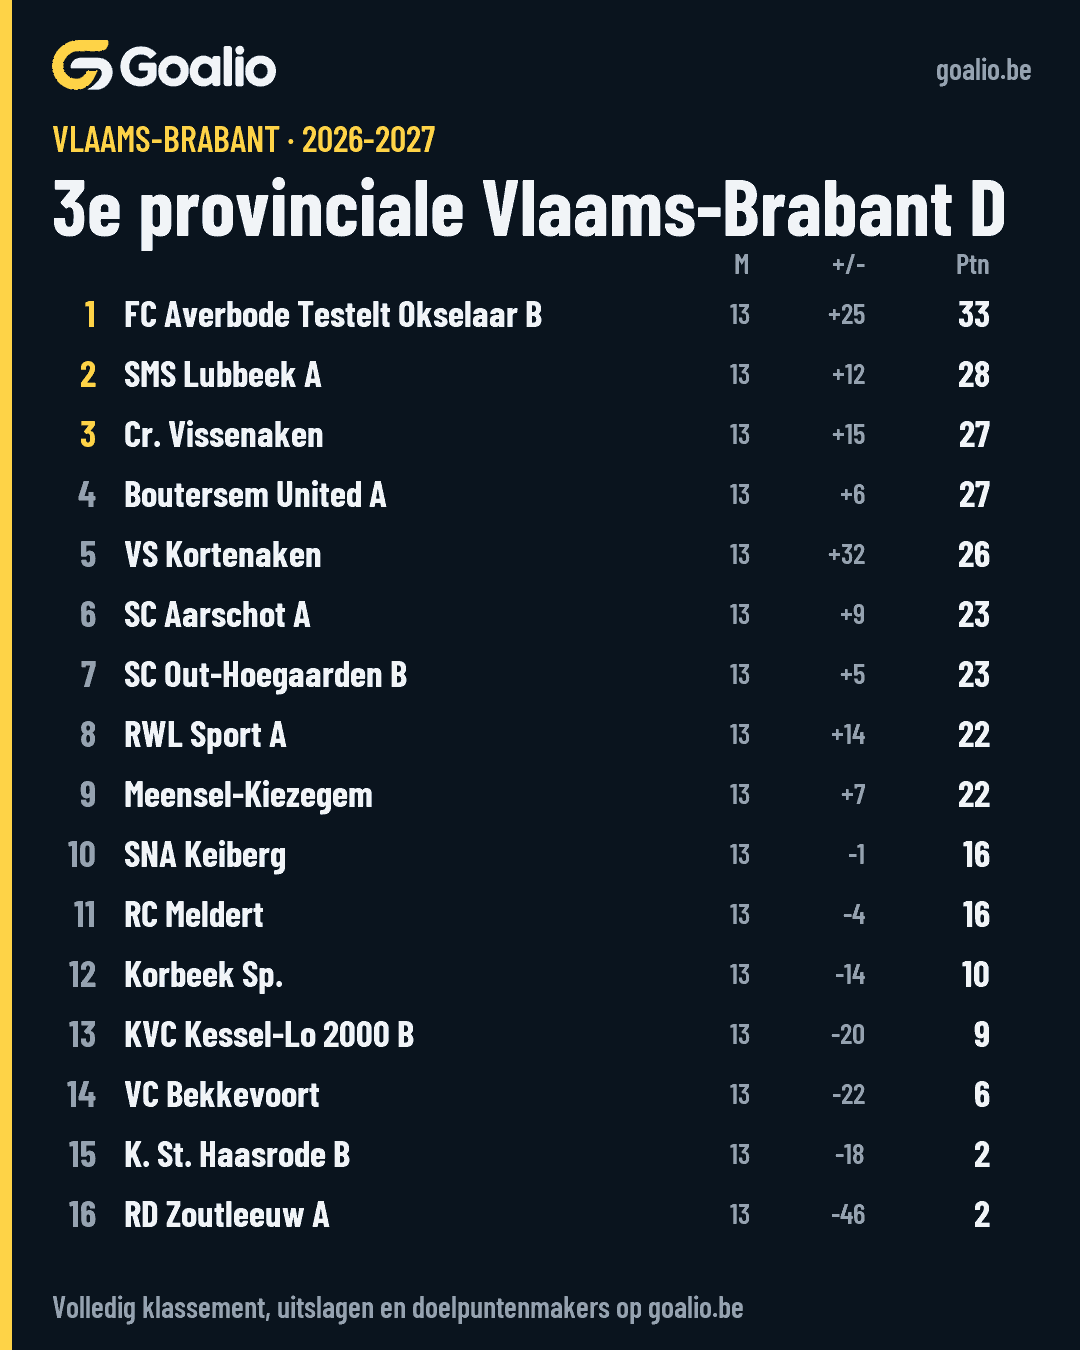 Goalio
goalio.be
VLAAMS-BRABANT · 2026-2027
3e provinciale Vlaams-Brabant D
M +/- Ptn
1 FC Averbode Testelt Okselaar B 13 +25 33
2 SMS Lubbeek A 13 +12 28
3 Cr. Vissenaken 13 +15 27
4 Boutersem United A 13 +6 27
5 VS Kortenaken 13 +32 26
6 SC Aarschot A 13 +9 23
7 SC Out-Hoegaarden B 13 +5 23
8 RWL Sport A 13 +14 22
9 Meensel-Kiezegem 13 +7 22
10 SNA Keiberg 13 -1 16
11 RC Meldert 13 -4 16
12 Korbeek Sp. 13 -14 10
13 KVC Kessel-Lo 2000 B 13 -20 9
14 VC Bekkevoort 13 -22 6
15 K. St. Haasrode B 13 -18 2
16 RD Zoutleeuw A 13 -46 2
Volledig klassement, uitslagen en doelpuntenmakers op goalio.be